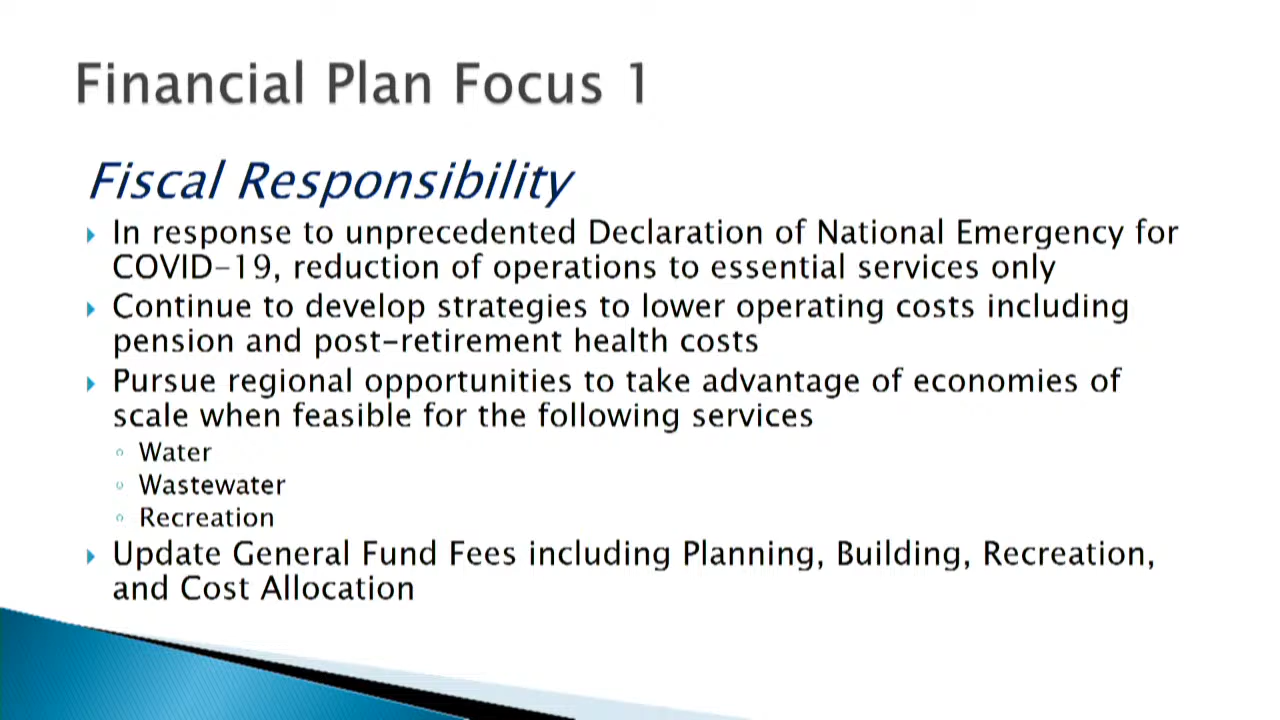 Financial Plan Focus 1
Fiscal Responsibility
In response to unprecedented Declaration of National Emergency for
COVID-19, reduction of operations to essential services only
Continue to develop strategies to lower operating costs including
pension and post-retirement health costs
Pursue regional opportunities to take advantage of economies of
scale when feasible for the following services
Water
Wastewater
Recreation
Update General Fund Fees including Planning, Building, Recreation,
and Cost Allocation